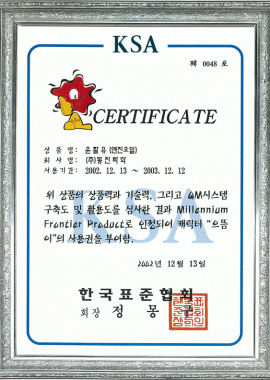 KSA
제 0048 호
CERTIFICATE
상 품 명 : 윤활유 (엔진오일)
회 사 명 : (주)동진화학
사용기간 : 2002. 12. 13 ~ 2003. 12. 12
위 상품의 상품력과 기술력, 그리고 QM시스템
구축도 및 활용도를 심사한 결과 Millennium
Frontier Product로 인정되어 캐릭터 “으뜸
이”의 사용권을 부여함.
2002년 12월 13일
한국표준협회
회장 정 몽 구